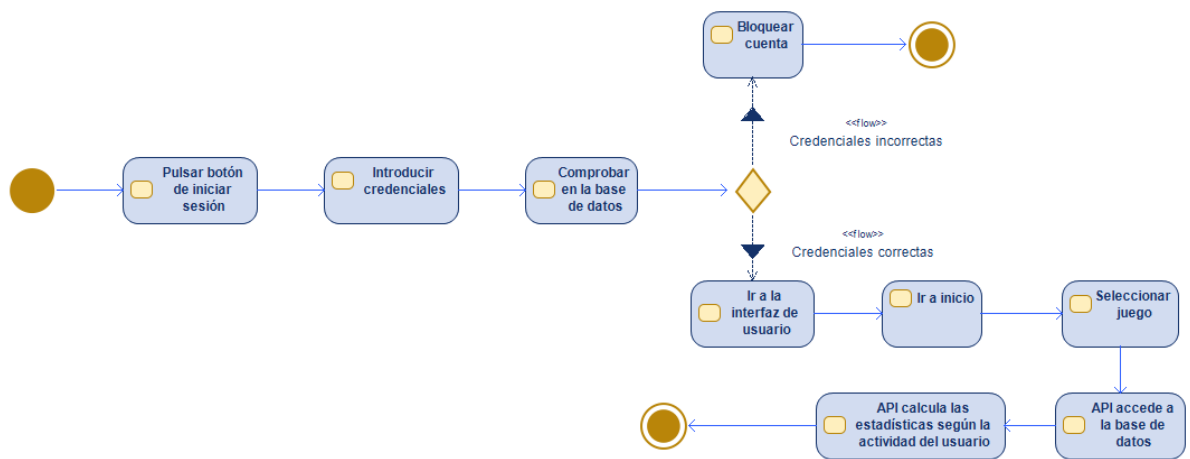 Bloquear
cuenta
<<flow>>
Credenciales incorrectas
Pulsar botón
de iniciar
sesión
Introducir
credenciales
Comprobar
en la base
de datos
<<flow>>
Credenciales correctas
Ir a la
interfaz de
usuario
Ir a inicio
Seleccionar
juego
API calcula las
estadísticas según la
actividad del usuario
API accede a
la base de
datos